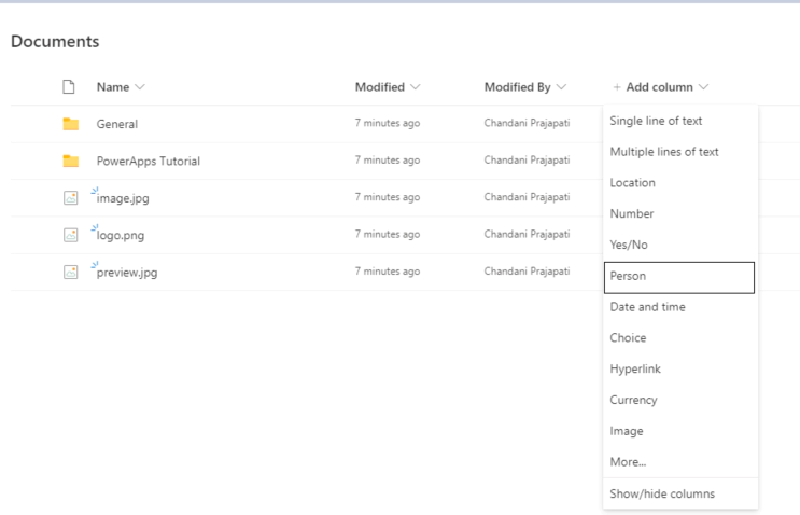 Documents
Name Modified Modified By + Add column
General 7 minutes ago Chandani Prajapati
PowerApps Tutorial 7 minutes ago Chandani Prajapati
image.jpg 7 minutes ago Chandani Prajapati
logo.png 7 minutes ago Chandani Prajapati
preview.jpg 7 minutes ago Chandani Prajapati
Single line of text
Multiple lines of text
Location
Number
Yes/No
Person
Date and time
Choice
Hyperlink
Currency
Image
More...
Show/hide columns